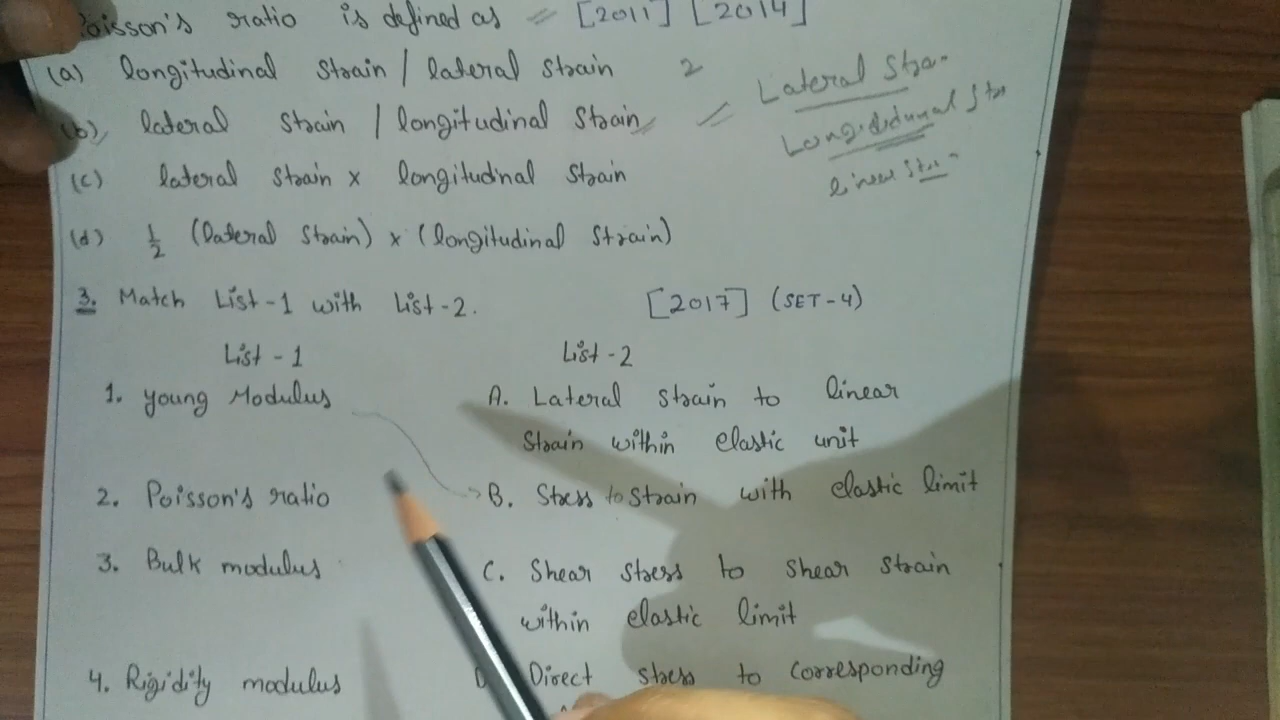 Poisson's ratio is defined as [2011] [2014]
(a) longitudinal strain / lateral strain
(b) lateral strain / longitudinal strain
Lateral Stra
Longitudinal Str
linear Str
(c) lateral strain x longitudinal strain
(d) 1/2 (lateral strain) x (longitudinal strain)
3. Match List-1 with List-2. [2017] (SET-4)
List - 1 List - 2
1. Young Modulus A. Lateral strain to linear
strain within elastic unit
2. Poisson's ratio B. Stress to strain with elastic limit
3. Bulk modulus C. Shear stress to shear strain
within elastic limit
4. Rigidity modulus D. Direct stress to corresponding